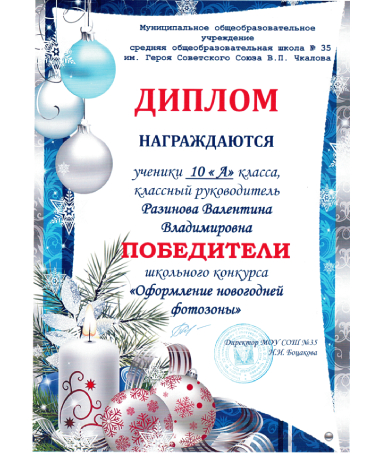 Муниципальное общеобразовательное
учреждение
средняя общеобразовательная школа № 35
им. Героя Советского Союза В.П. Чкалова
ДИПЛОМ
НАГРАЖДАЮТСЯ
ученики 10 « А» класса,
классный руководитель
Разинова Валентина
Владимировна
ПОБЕДИТЕЛИ
школьного конкурса
«Оформление новогодней
фотозоны»
Директор МОУ СОШ №35
Н.И. Боцакова